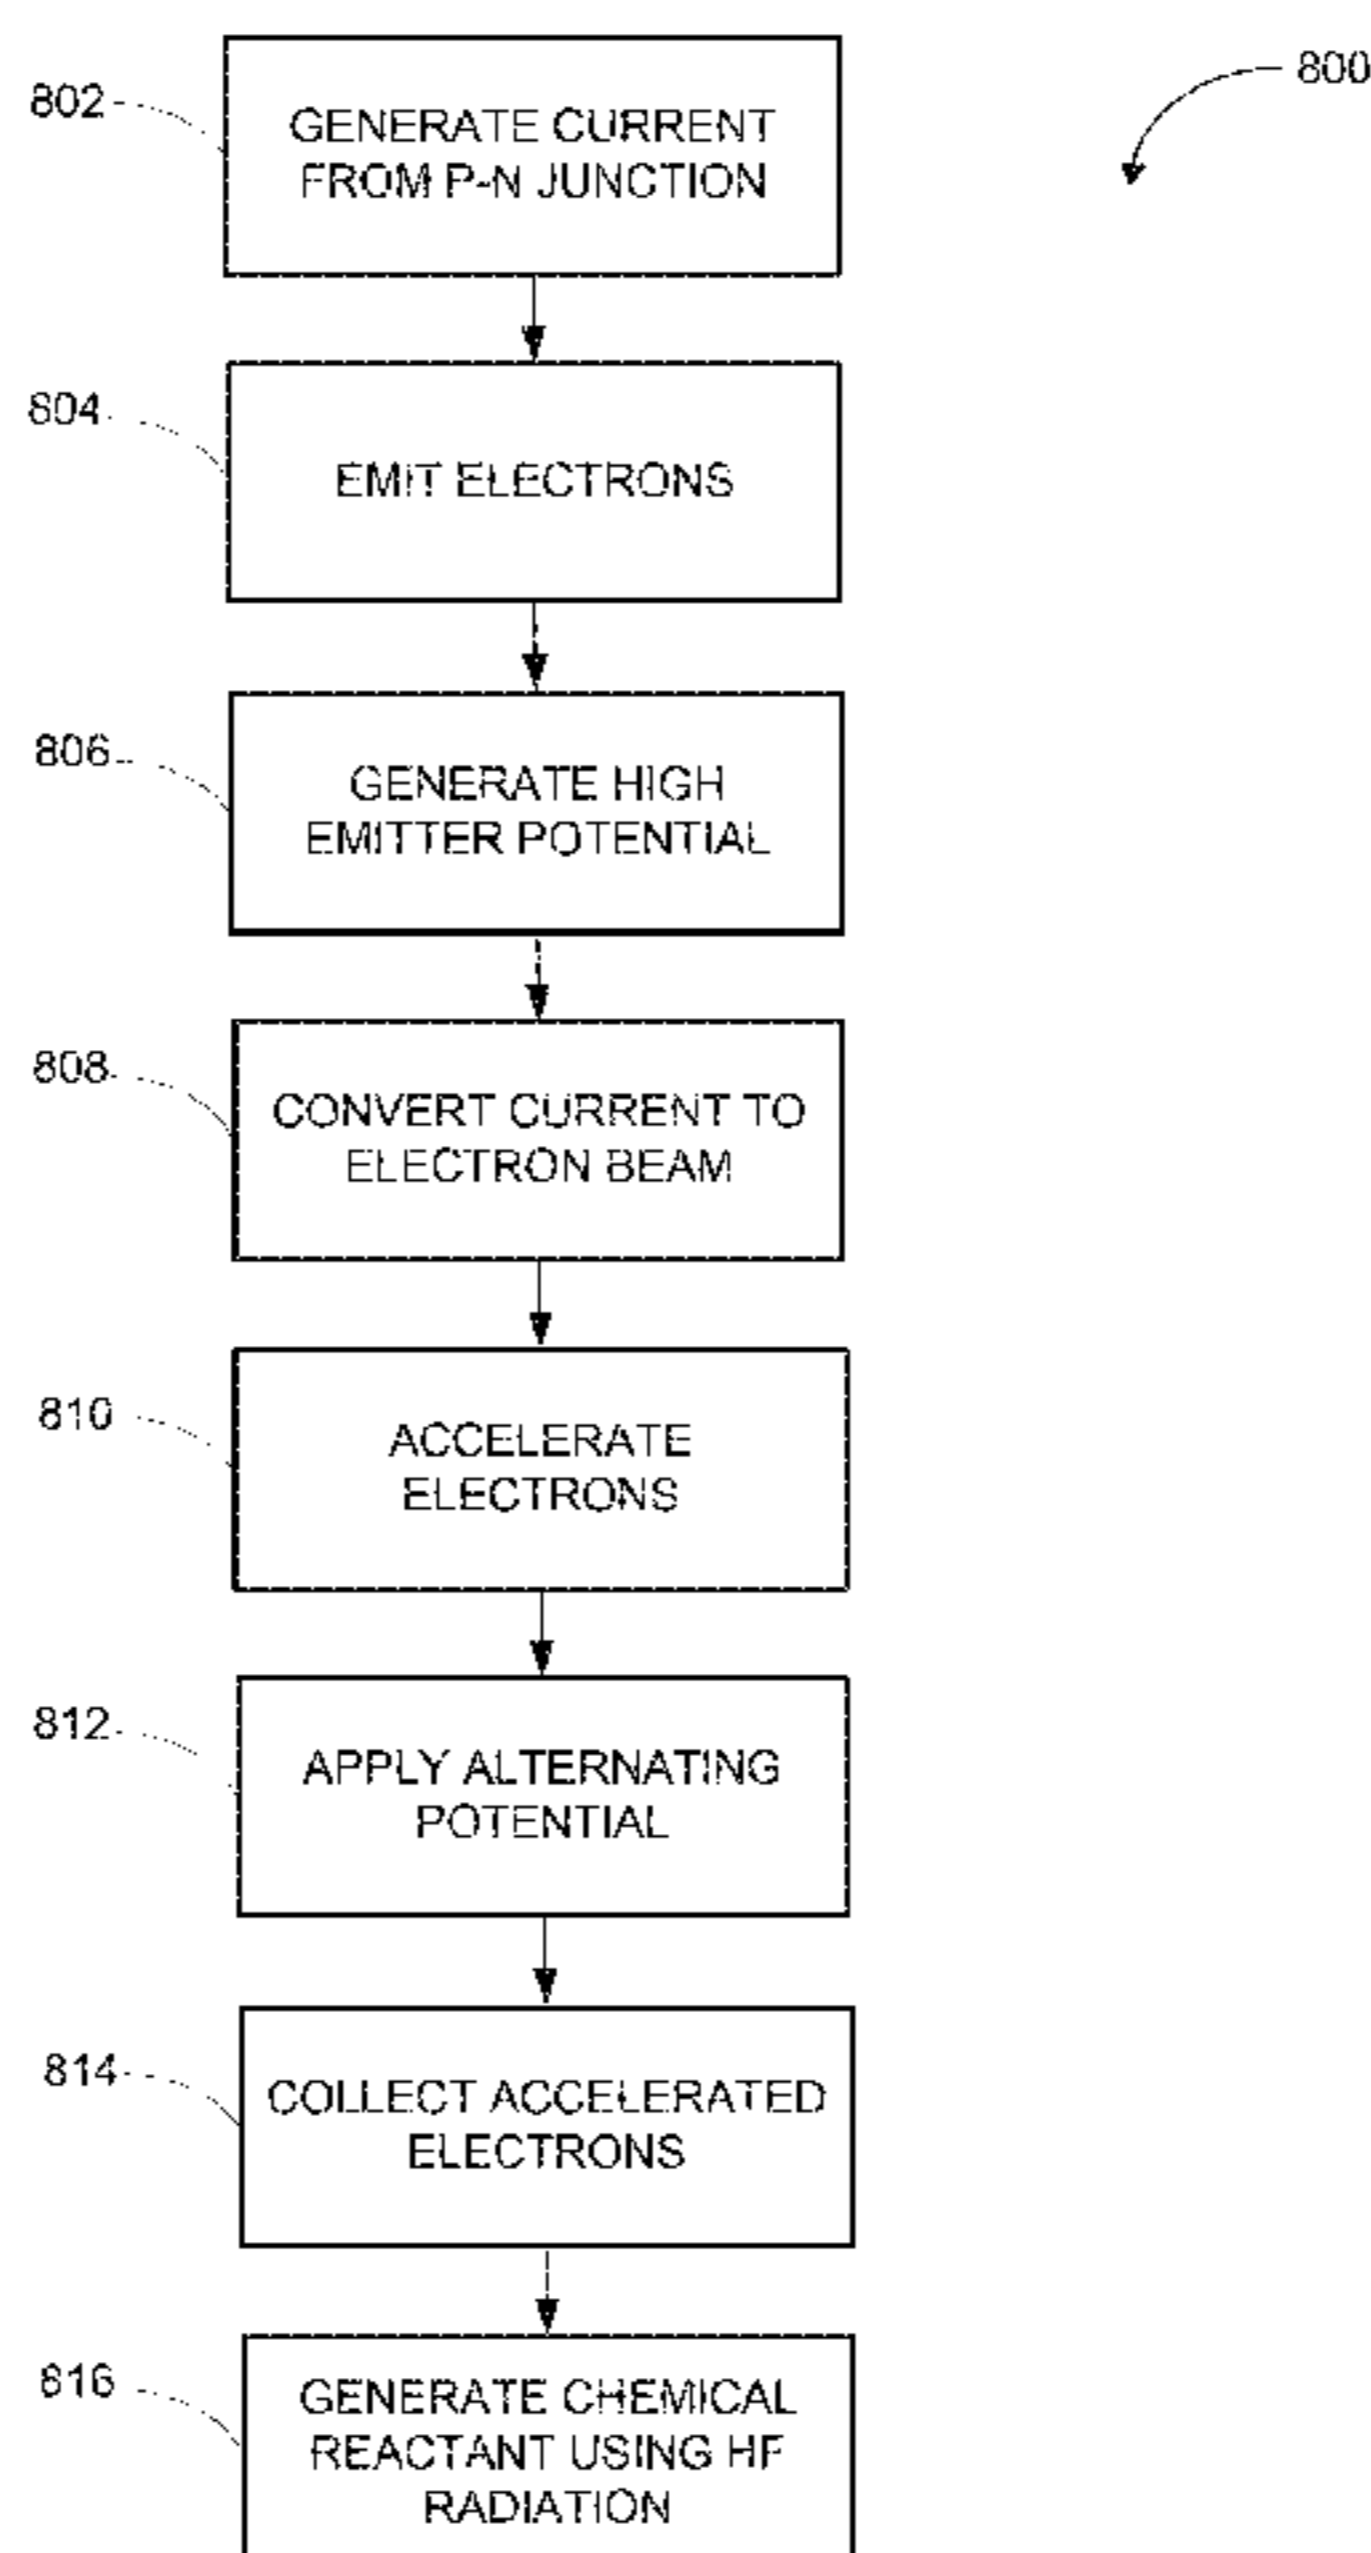 800
802
GENERATE CURRENT
FROM P-N JUNCTION
804
EMIT ELECTRONS
806
GENERATE HIGH
EMITTER POTENTIAL
808
CONVERT CURRENT TO
ELECTRON BEAM
810
ACCELERATE
ELECTRONS
812
APPLY ALTERNATING
POTENTIAL
814
COLLECT ACCELERATED
ELECTRONS
816
GENERATE CHEMICAL
REACTANT USING HF
RADIATION